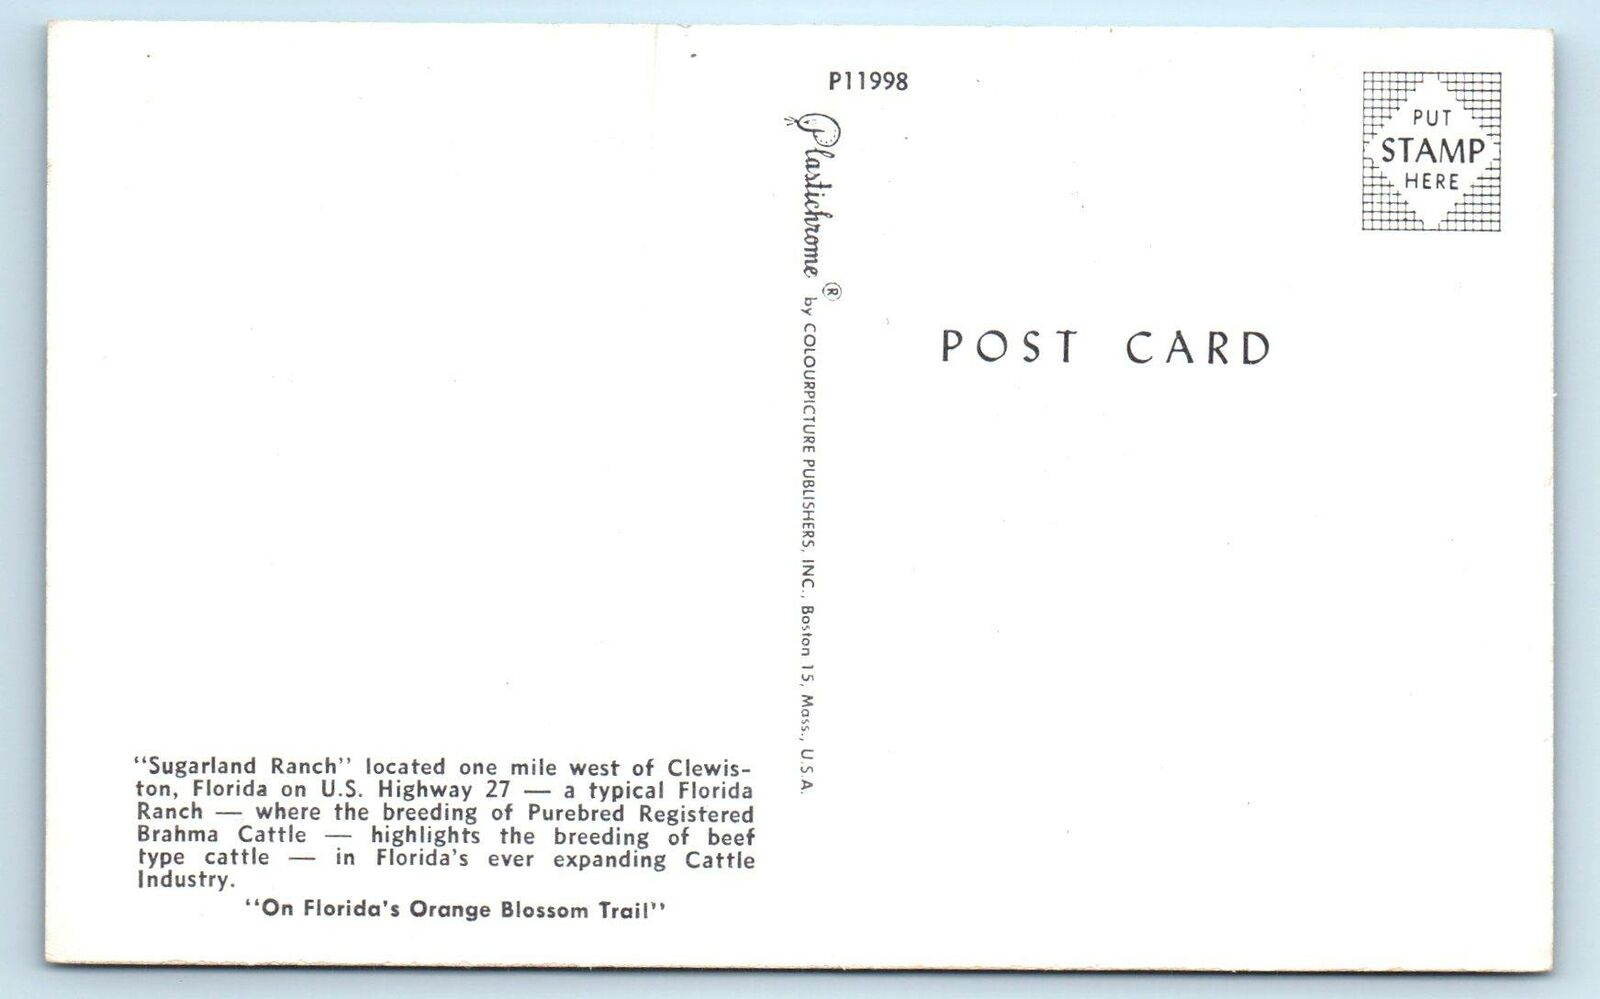 P11998
PUT
STAMP
HERE
Plastichrome ® by COLOURPICTURE PUBLISHERS, INC., Boston 15, Mass., U.S.A.
POST CARD
"Sugarland Ranch" located one mile west of Clewis-
ton, Florida on U.S. Highway 27 — a typical Florida
Ranch — where the breeding of Purebred Registered
Brahma Cattle — highlights the breeding of beef
type cattle — in Florida's ever expanding Cattle
Industry.
"On Florida's Orange Blossom Trail"